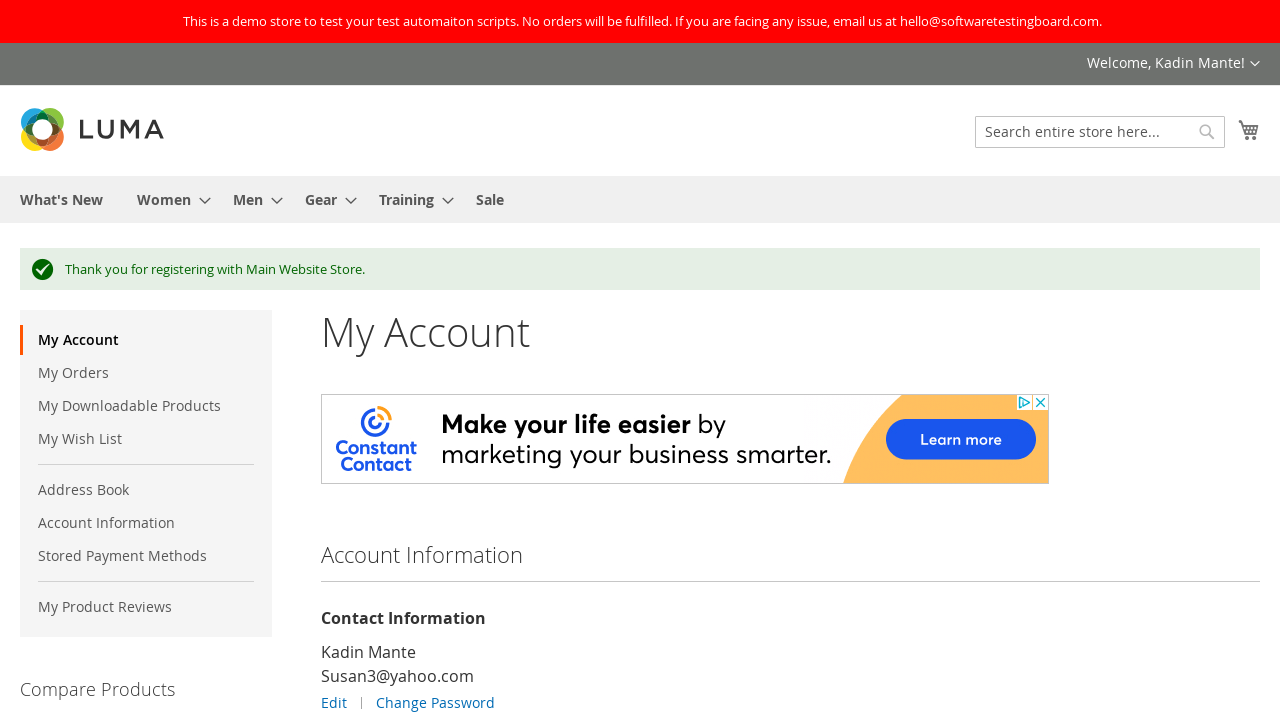 This is a demo store to test your test automaiton scripts. No orders will be fulfilled. If you are facing any issue, email us at hello@softwaretestingboard.com.
Welcome, Kadin Mante!
LUMA
Search entire store here...
What's New
Women
Men
Gear
Training
Sale
Thank you for registering with Main Website Store.
My Account
My Orders
My Downloadable Products
My Wish List
Address Book
Account Information
Stored Payment Methods
My Product Reviews
Compare Products
My Account
Constant
Contact
Make your life easier by
marketing your business smarter.
Learn more
Account Information
Contact Information
Kadin Mante
Susan3@yahoo.com
Edit
Change Password